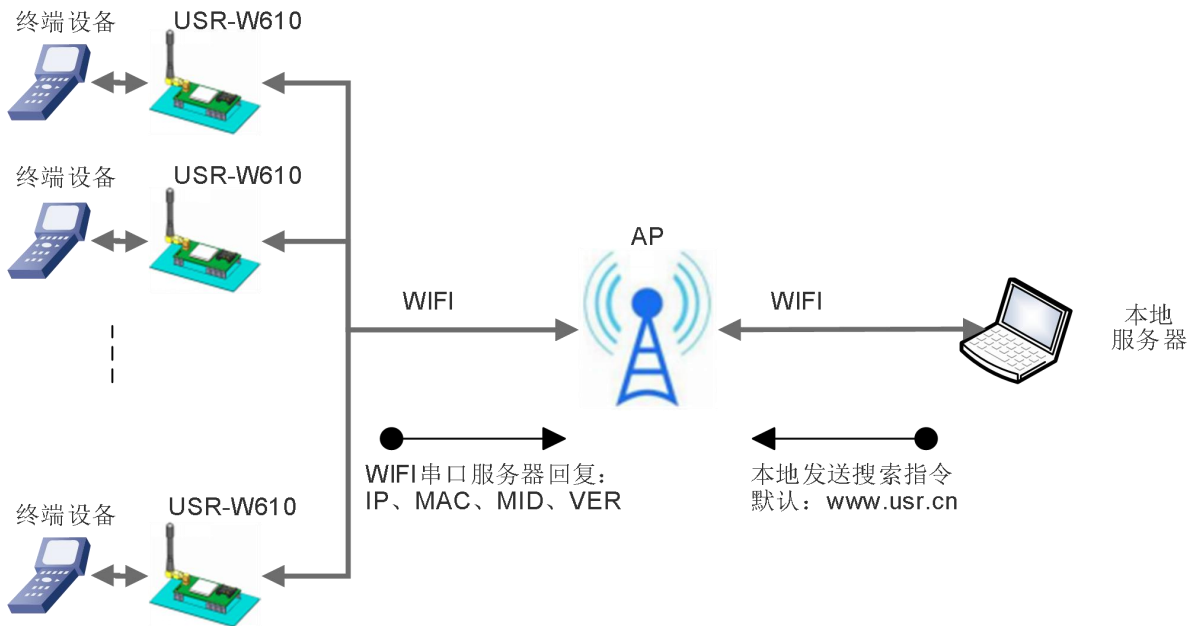 终端设备
USR-W610
终端设备
USR-W610
AP
WIFI
WIFI
本地
服务器
WIFI串口服务器回复：
IP、MAC、MID、VER
本地发送搜索指令
默认：www.usr.cn
终端设备
USR-W610